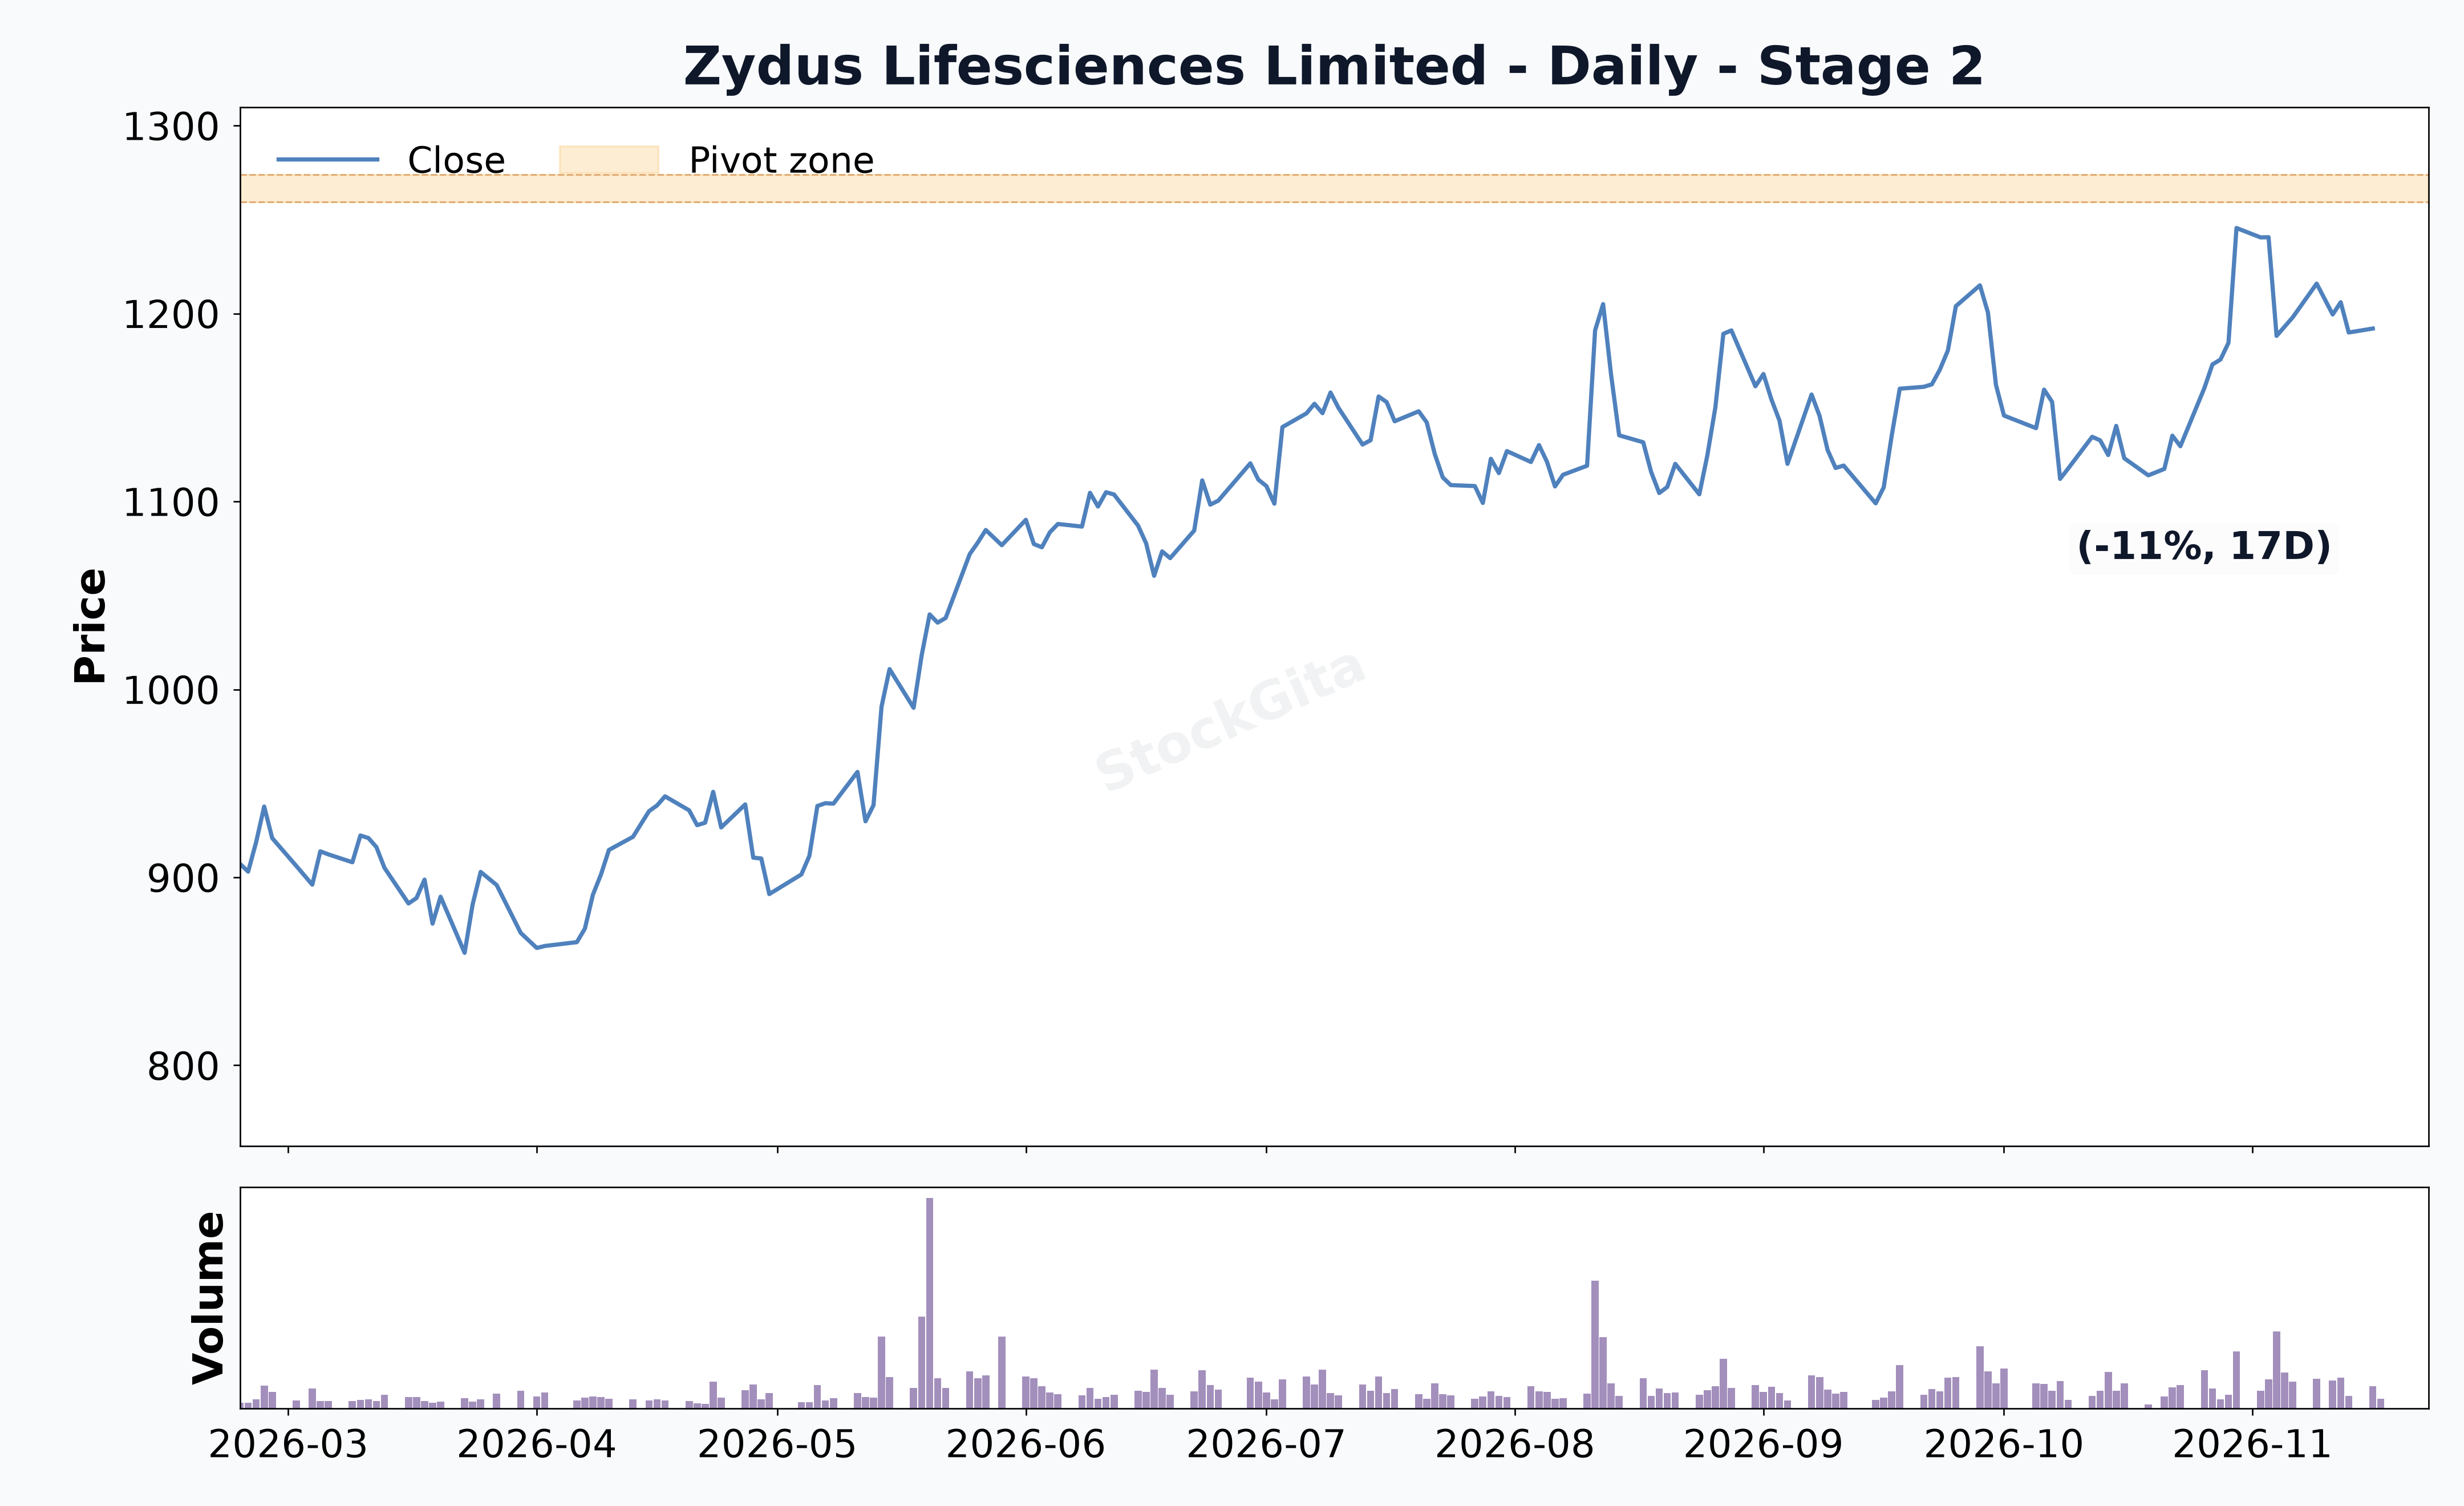 Zydus Lifesciences Limited - Daily - Stage 2
1300
Close
Pivot zone
1200
1100
(-11%, 17D)
Price
1000
StockGita
900
800
Volume
2026-03
2026-04
2026-05
2026-06
2026-07
2026-08
2026-09
2026-10
2026-11